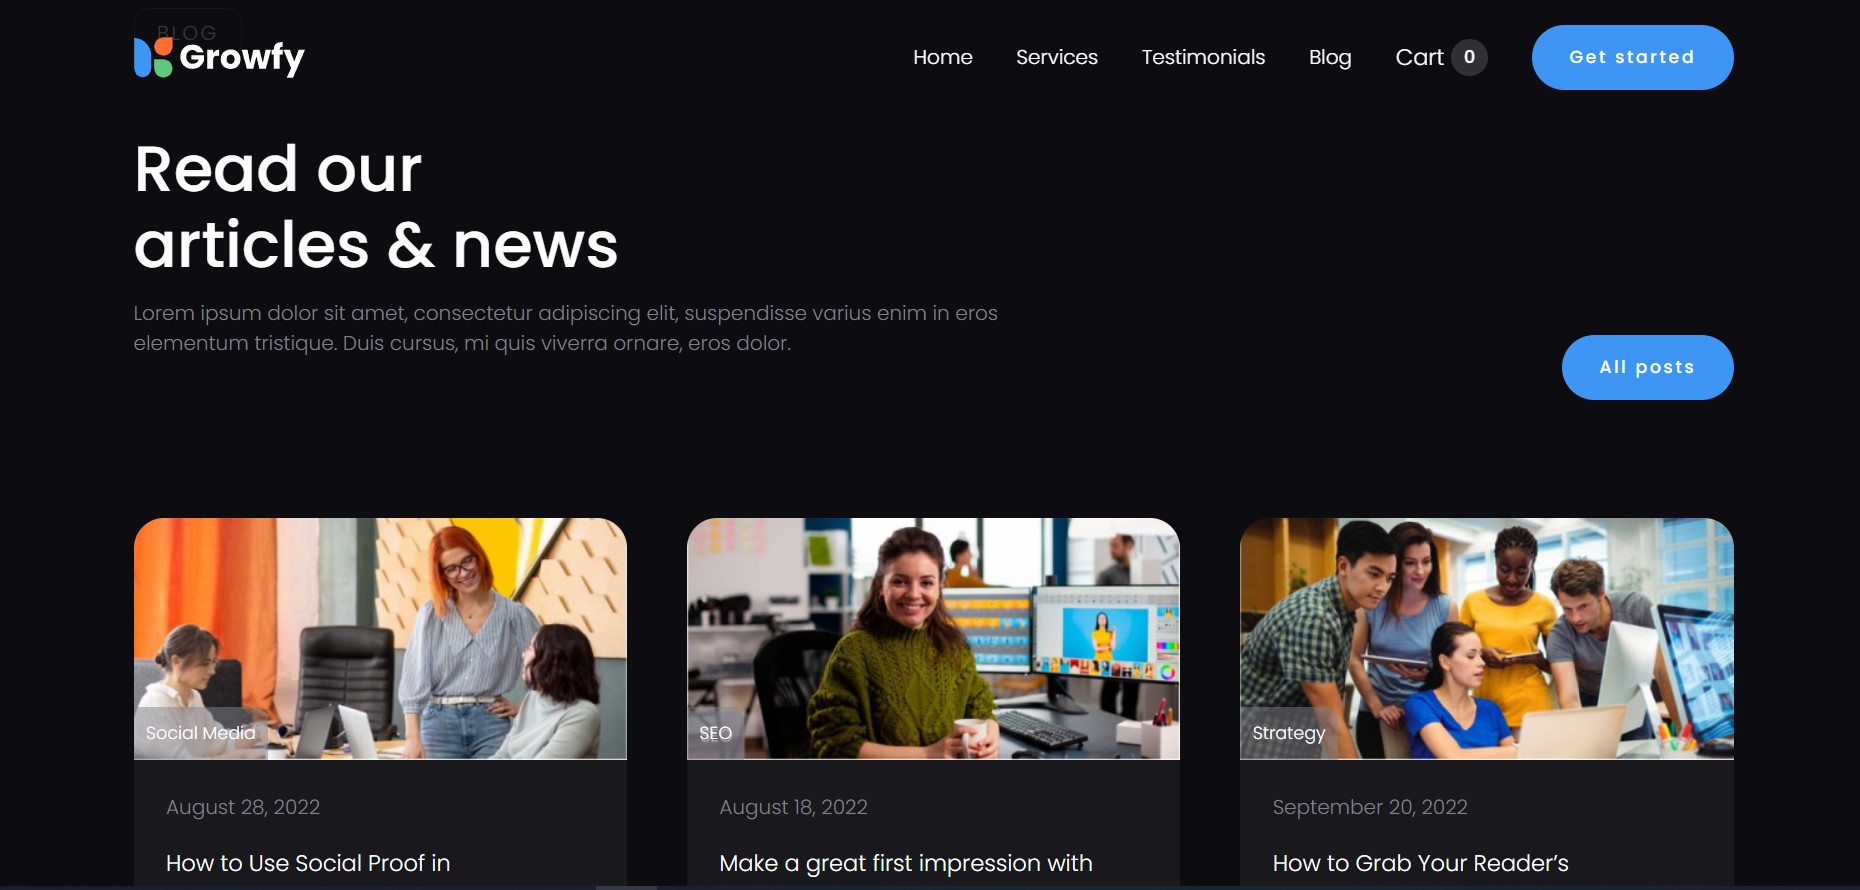 BLOG
Growfy
Home
Services
Testimonials
Blog
Cart 0
Get started
Read our
articles & news
Lorem ipsum dolor sit amet, consectetur adipiscing elit, suspendisse varius enim in eros
elementum tristique. Duis cursus, mi quis viverra ornare, eros dolor.
All posts
Social Media
SEO
Strategy
August 28, 2022
How to Use Social Proof in
August 18, 2022
Make a great first impression with
September 20, 2022
How to Grab Your Reader’s